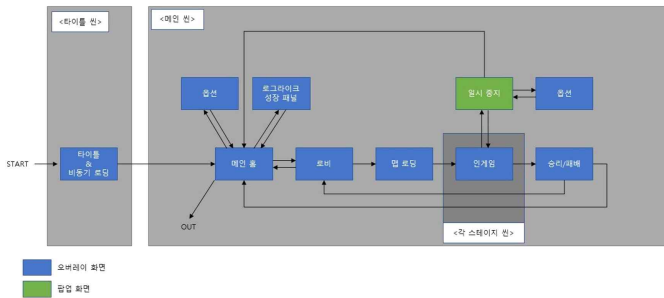 <타이틀 씬>
<메인 씬>
옵션
로그라이크
성장 패널
일시 중지
옵션
START
타이틀
&
비동기 로딩
메인 홀
로비
맵 로딩
인게임
승리/패배
OUT
<각 스테이지 씬>
오버레이 화면
팝업 화면